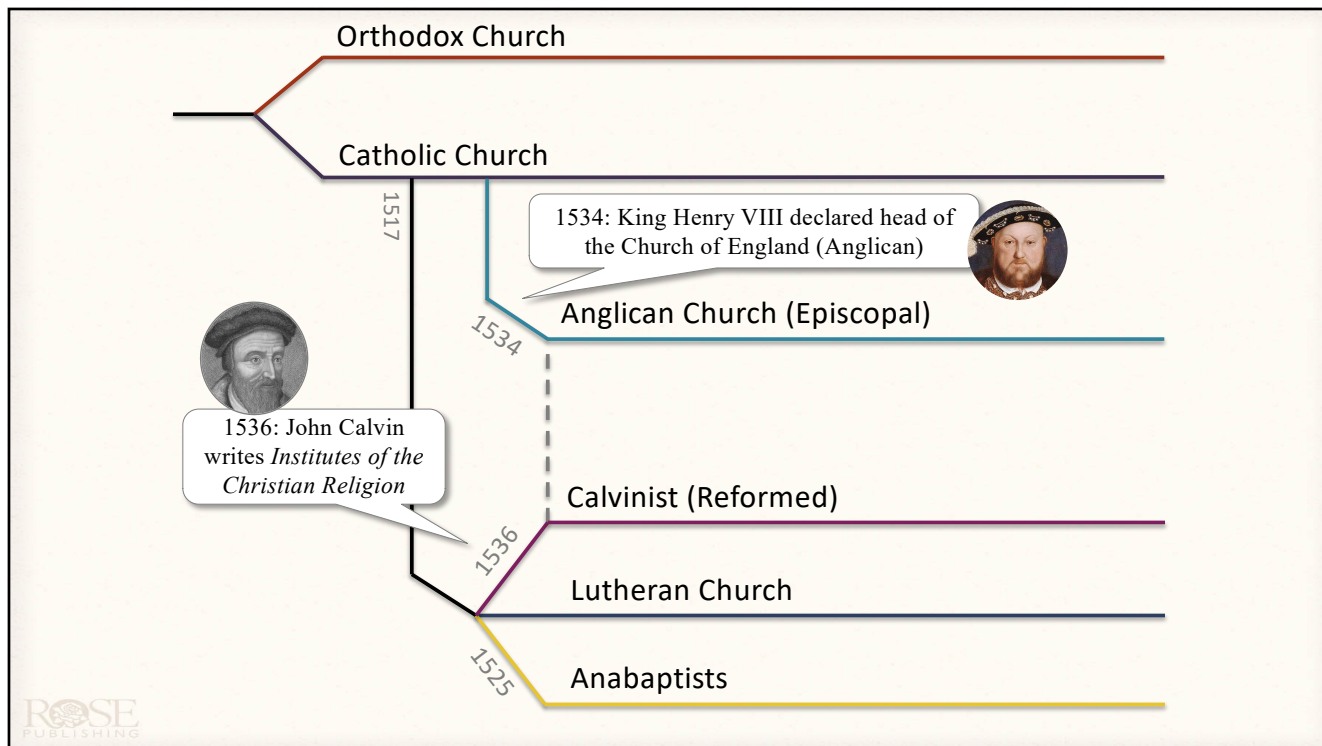 Orthodox Church
Catholic Church
1517
1534: King Henry VIII declared head of
the Church of England (Anglican)
Anglican Church (Episcopal)
1534
1536: John Calvin
writes Institutes of the
Christian Religion
Calvinist (Reformed)
1536
Lutheran Church
1525
Anabaptists
ROSE
PUBLISHING